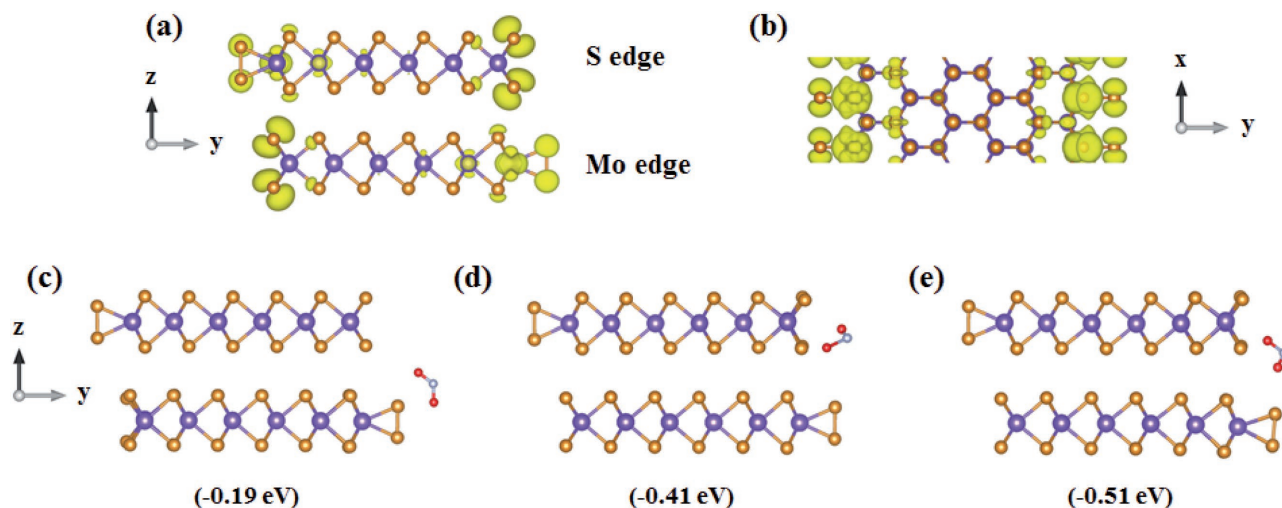 (a)
z
y
S edge
Mo edge
(b)
x
y
(c)
z
y
(-0.19 eV)
(d)
(-0.41 eV)
(e)
(-0.51 eV)